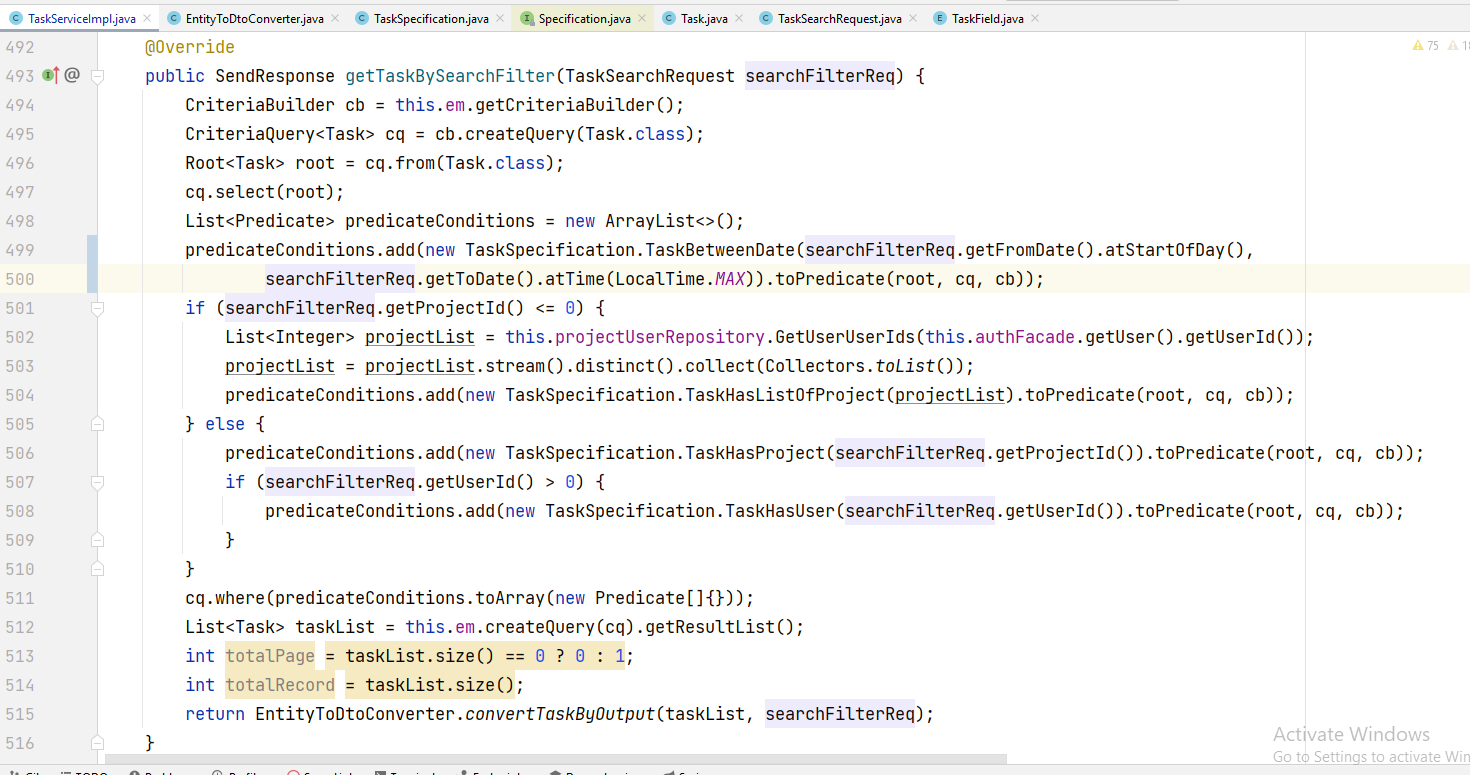 TaskServiceImpl.java EntityToDtoConverter.java TaskSpecification.java Specification.java Task.java TaskSearchRequest.java TaskField.java
492 @Override 75
493 public SendResponse getTaskBySearchFilter(TaskSearchRequest searchFilterReq) {
494 CriteriaBuilder cb = this.em.getCriteriaBuilder();
495 CriteriaQuery<Task> cq = cb.createQuery(Task.class);
496 Root<Task> root = cq.from(Task.class);
497 cq.select(root);
498 List<Predicate> predicateConditions = new ArrayList<>();
499 predicateConditions.add(new TaskSpecification.TaskBetweenDate(searchFilterReq.getFromDate().atStartOfDay(),
500 searchFilterReq.getToDate().atTime(LocalTime.MAX)).toPredicate(root, cq, cb));
501 if (searchFilterReq.getProjectId() <= 0) {
502 List<Integer> projectList = this.projectUserRepository.GetUserUserIds(this.authFacade.getUser().getUserId());
503 projectList = projectList.stream().distinct().collect(Collectors.toList());
504 predicateConditions.add(new TaskSpecification.TaskHasListOfProject(projectList).toPredicate(root, cq, cb));
505 } else {
506 predicateConditions.add(new TaskSpecification.TaskHasProject(searchFilterReq.getProjectId()).toPredicate(root, cq, cb));
507 if (searchFilterReq.getUserId() > 0) {
508 predicateConditions.add(new TaskSpecification.TaskHasUser(searchFilterReq.getUserId()).toPredicate(root, cq, cb));
509 }
510 }
511 cq.where(predicateConditions.toArray(new Predicate[]{}));
512 List<Task> taskList = this.em.createQuery(cq).getResultList();
513 int totalPage = taskList.size() == 0 ? 0 : 1;
514 int totalRecord = taskList.size();
515 return EntityToDtoConverter.convertTaskByOutput(taskList, searchFilterReq);
516 }
Activate Windows
Go to Settings to activate Win